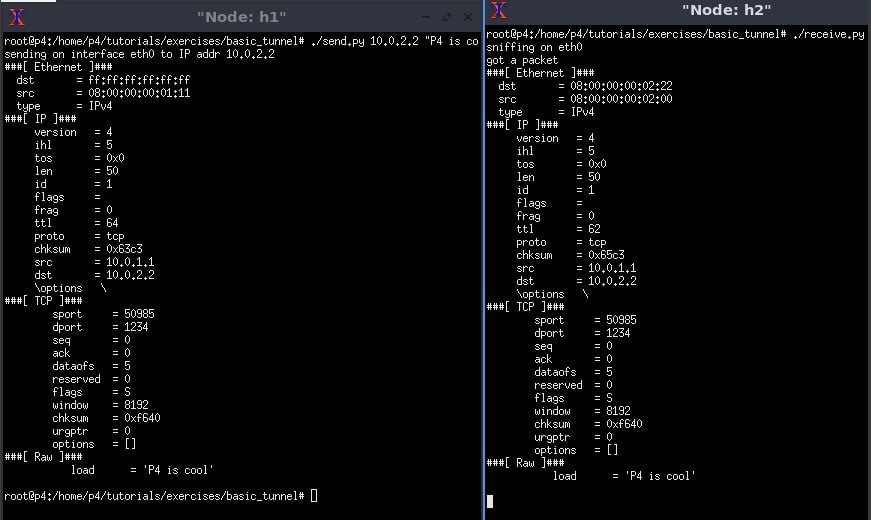 "Node: h1"
root@p4:/home/p4/tutorials/exercises/basic_tunnel# ./send.py 10.0.2.2 "P4 is co
sending on interface eth0 to IP addr 10.0.2.2
###[ Ethernet ]###
dst = ff:ff:ff:ff:ff:ff
src = 08:00:00:00:01:11
type = IPv4
###[ IP ]###
version = 4
ihl = 5
tos = 0x0
len = 50
id = 1
flags =
frag = 0
ttl = 64
proto = tcp
chksum = 0x63c3
src = 10.0.1.1
dst = 10.0.2.2
\options \
###[ TCP ]###
sport = 50985
dport = 1234
seq = 0
ack = 0
dataofs = 5
reserved = 0
flags = S
window = 8192
chksum = 0xf640
urgptr = 0
options = []
###[ Raw ]###
load = 'P4 is cool'
root@p4:/home/p4/tutorials/exercises/basic_tunnel#
"Node: h2"
root@p4:/home/p4/tutorials/exercises/basic_tunnel# ./receive.py
sniffing on eth0
got a packet
###[ Ethernet ]###
dst = 08:00:00:00:02:22
src = 08:00:00:00:02:00
type = IPv4
###[ IP ]###
version = 4
ihl = 5
tos = 0x0
len = 50
id = 1
flags =
frag = 0
ttl = 62
proto = tcp
chksum = 0x65c3
src = 10.0.1.1
dst = 10.0.2.2
\options \
###[ TCP ]###
sport = 50985
dport = 1234
seq = 0
ack = 0
dataofs = 5
reserved = 0
flags = S
window = 8192
chksum = 0xf640
urgptr = 0
options = []
###[ Raw ]###
load = 'P4 is cool'